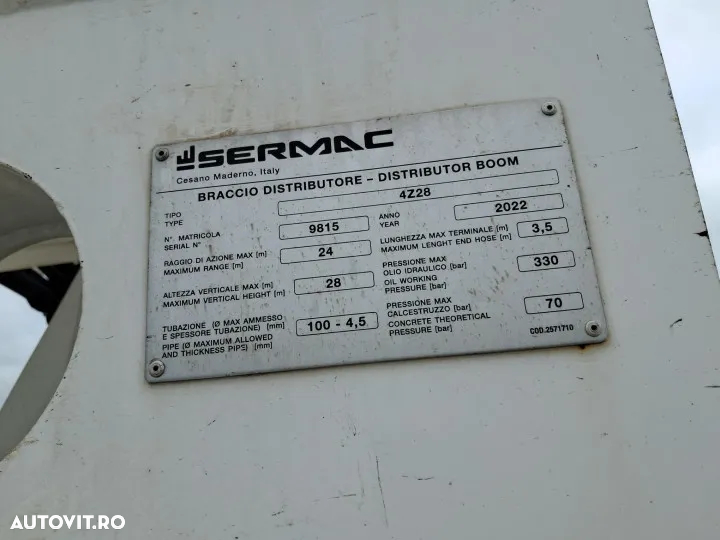 SERMAC
Cesano Maderno, Italy
BRACCIO DISTRIBUTORE – DISTRIBUTOR BOOM
TIPO
TYPE
4Z28
N° MATRICOLA
SERIAL N°
9815
ANNO
YEAR
2022
RAGGIO DI AZIONE MAX [m]
MAXIMUM RANGE [m]
24
LUNGHEZZA MAX TERMINALE [m]
MAXIMUM LENGHT END HOSE [m]
3,5
ALTEZZA VERTICALE MAX [m]
MAXIMUM VERTICAL HEIGHT [m]
28
PRESSIONE MAX
OLIO IDRAULICO [bar]
OIL WORKING
PRESSURE [bar]
330
TUBAZIONE (Ø MAX AMMESSO
E SPESSORE TUBAZIONE) [mm]
PIPE (Ø MAXIMUM ALLOWED
AND THICKNESS PIPE) [mm]
100 - 4,5
PRESSIONE MAX
CALCESTRUZZO [bar]
CONCRETE THEORETICAL
PRESSURE [bar]
70
COD.2571710
AUTOVIT.RO